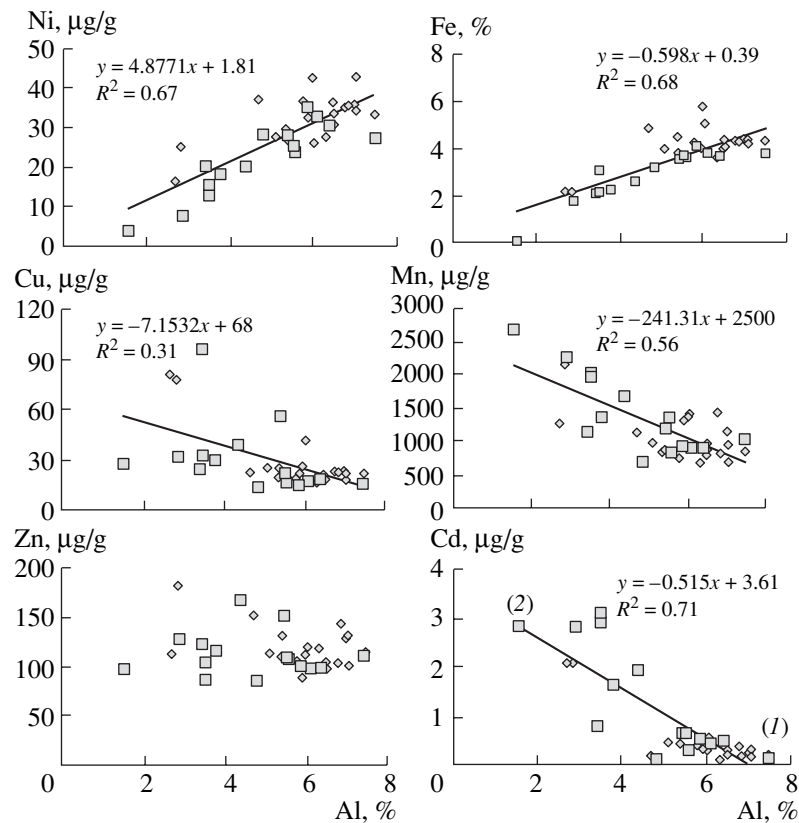 Ni, μg/g
50
40
30
20
10
0
y = 4.8771x + 1.81
R² = 0.67
Fe, %
8
6
4
2
0
y = −0.598x + 0.39
R² = 0.68
Cu, μg/g
120
90
60
30
0
y = −7.1532x + 68
R² = 0.31
Mn, μg/g
3000
2500
2000
1500
1000
500
0
y = −241.31x + 2500
R² = 0.56
Zn, μg/g
200
150
100
50
0
2 4 6 8
Al, %
Cd, μg/g
4
3
2
1
0
y = −0.515x + 3.61
R² = 0.71
(2)
(1)
2 4 6 8
Al, %